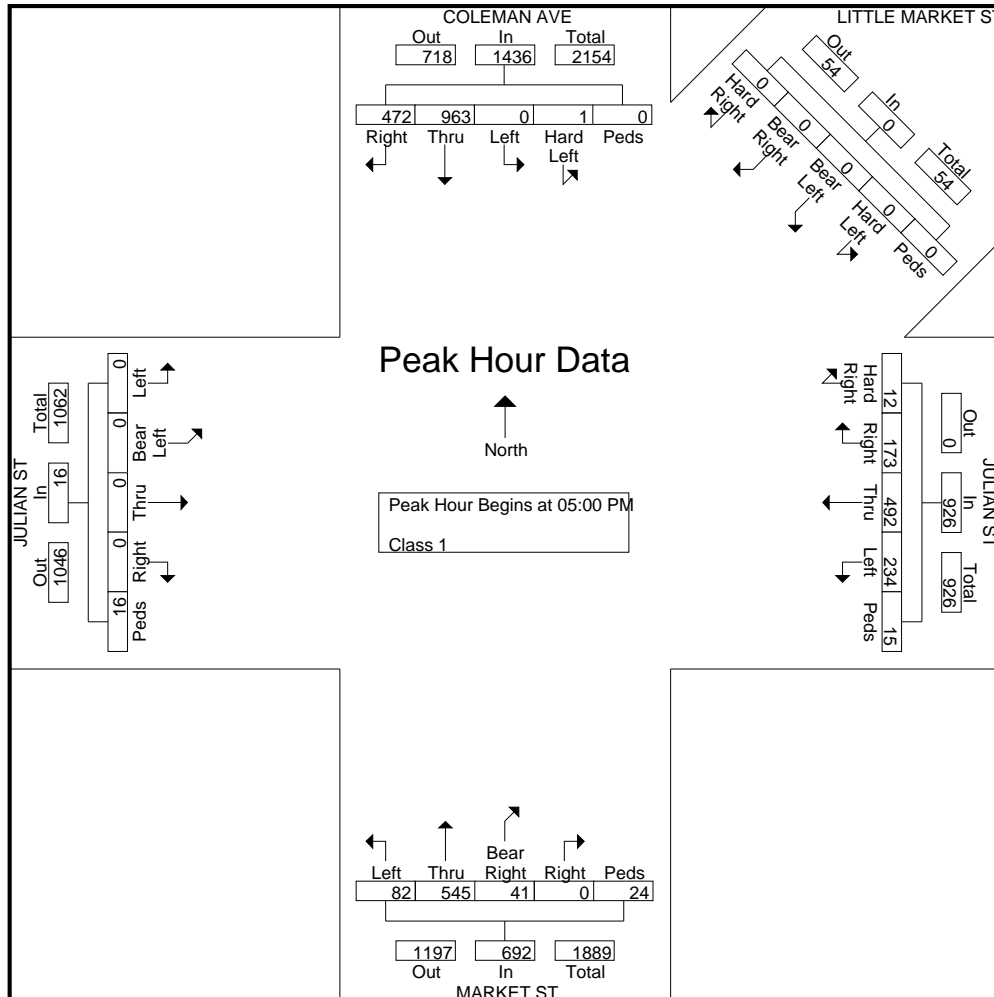 COLEMAN AVE
Out In Total
718 1436 2154
472 963 0 1 0
Right Thru Left Hard Left Peds
LITTLE MARKET ST
Out
54
In
0
Total
54
0 0 0 0 0
Hard Right
Bear Right
Bear Left
Hard Left
Peds
Peak Hour Data
North
Peak Hour Begins at 05:00 PM
Class 1
JULIAN ST
Total In Out
1062 16 1046
0 0 0 0 16
Left
Bear Left
Thru
Right
Peds
Hard Right
Right
Thru
Left
Peds
12 173 492 234 15
Out In Total
0 926 926
JULIAN ST
Left Thru Bear Right Right Peds
82 545 41 0 24
1197 692 1889
Out In Total
MARKET ST